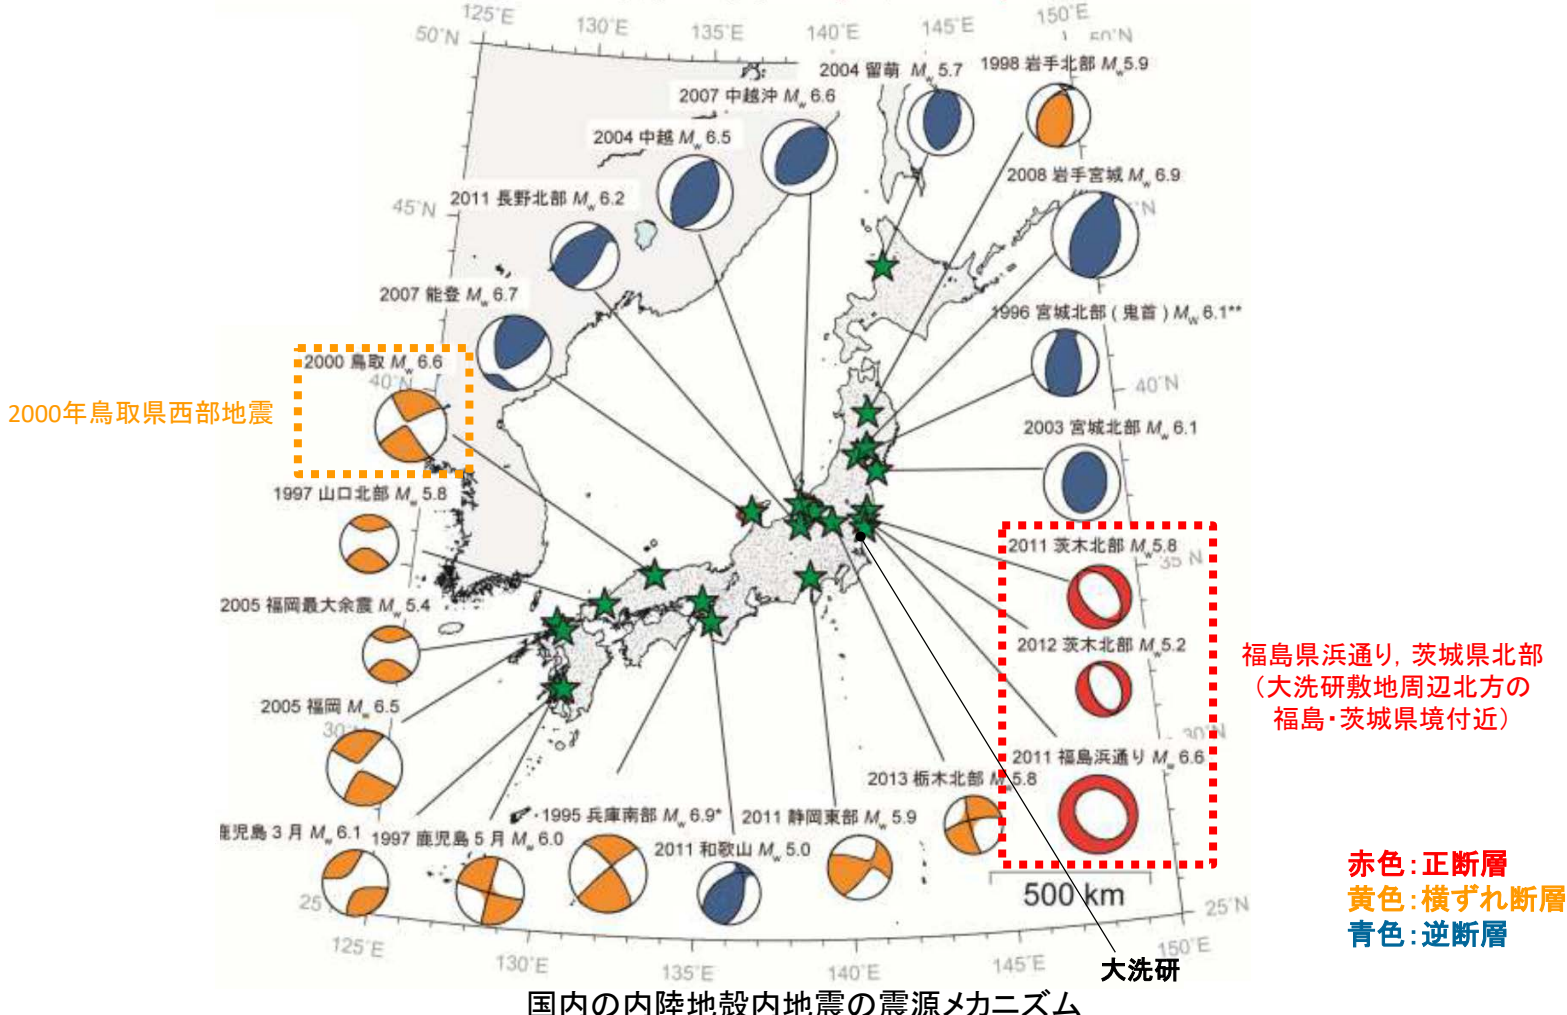 125°E
130°E
135°E
140°E
145°E
150°E
50°N
50°N
2004 留萌 Mw 5.7
1998 岩手北部 Mw 5.9
2007 中越沖 Mw 6.6
2004 中越 Mw 6.5
2008 岩手宮城 Mw 6.9
2011 長野北部 Mw 6.2
45°N
°N
2007 能登 Mw 6.7
1996 宮城北部 ( 鬼首 ) Mw 6.1**
2000 鳥取 Mw 6.6
40°N
40°N
2000年鳥取県西部地震
2003 宮城北部 Mw 6.1
1997 山口北部 Mw 5.8
2011 茨木北部 Mw 5.8
35 N
2005 福岡最大余震 Mw 5.4
2012 茨木北部 Mw 5.2
福島県浜通り, 茨城県北部
（大洗研敷地周辺北方の
福島・茨城県境付近）
2005 福岡 Mw 6.5
30°
30°N
2011 福島浜通り Mw 6.6
2013 栃木北部 Mw 5.8
鹿児島 3 月 Mw 6.1
1997 鹿児島 5 月 Mw 6.0
1995 兵庫南部 Mw 6.9*
2011 静岡東部 Mw 5.9
2011 和歌山 Mw 5.0
赤色：正断層
黄色：横ずれ断層
青色：逆断層
500 km
25°
25°N
125°E
130°E
135°E
140°E
145°E
150°E
大洗研
国内の内陸地殻内地震の震源メカニズム